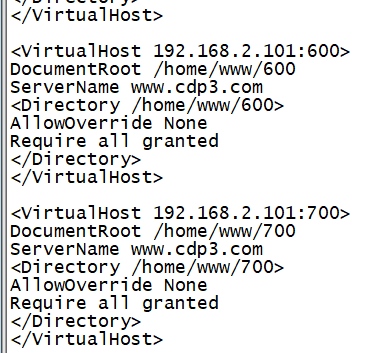 </Directory>
</VirtualHost>
<VirtualHost 192.168.2.101:600>
DocumentRoot /home/www/600
ServerName www.cdp3.com
<Directory /home/www/600>
AllowOverride None
Require all granted
</Directory>
</VirtualHost>
<VirtualHost 192.168.2.101:700>
DocumentRoot /home/www/700
ServerName www.cdp3.com
<Directory /home/www/700>
AllowOverride None
Require all granted
</Directory>
</VirtualHost>